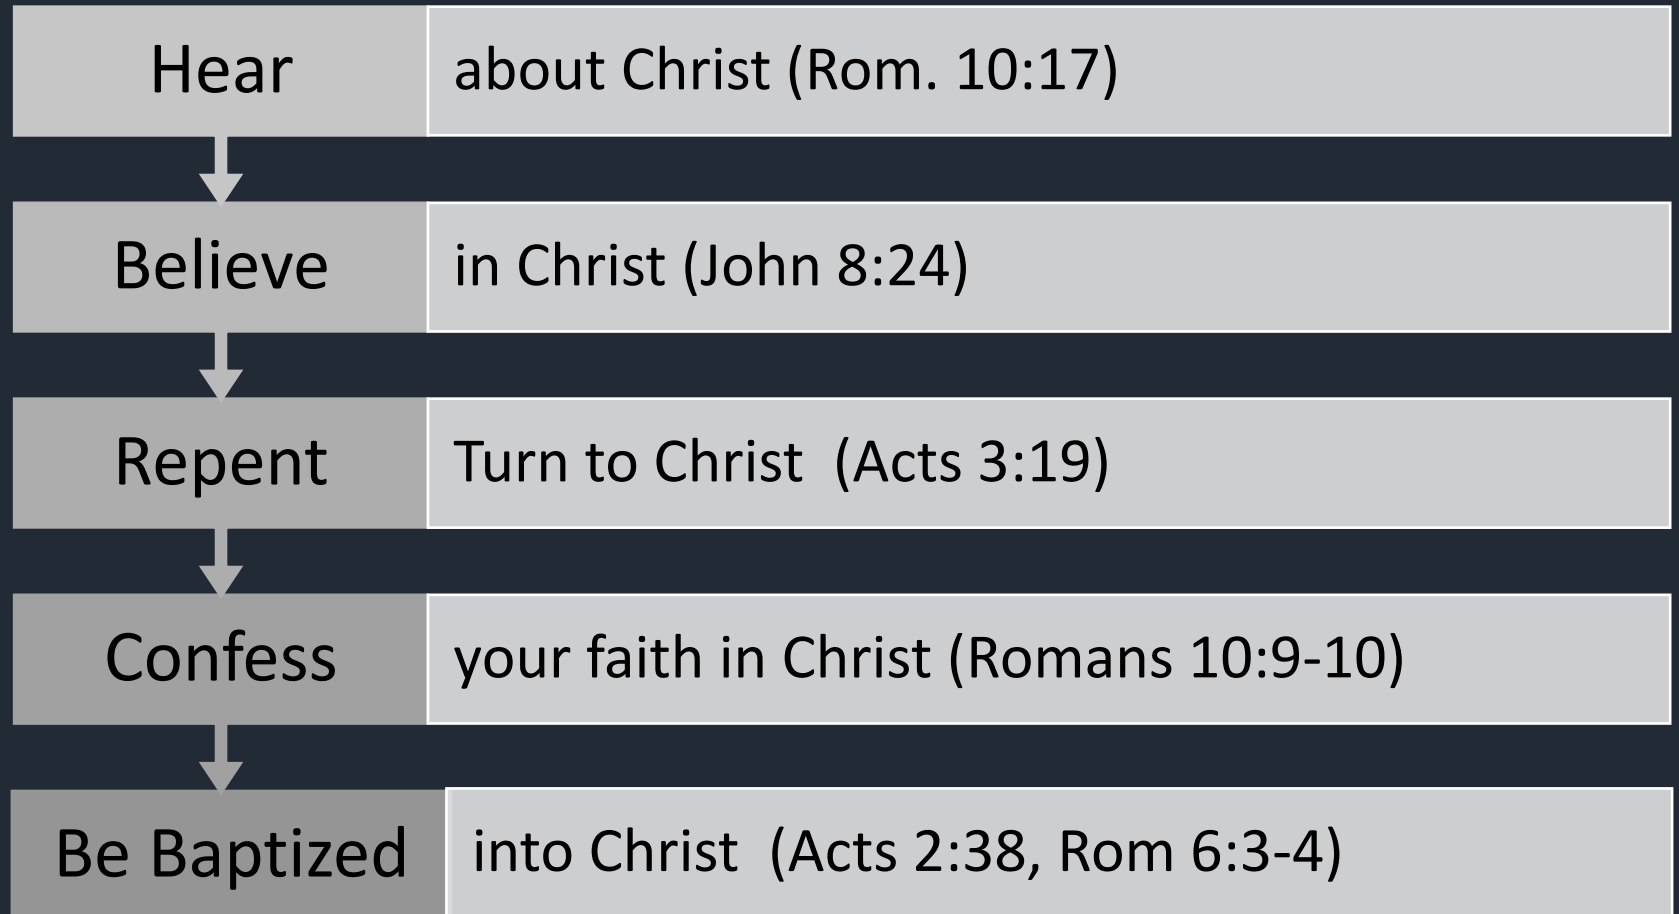 Hear
about Christ (Rom. 10:17)
Believe
in Christ (John 8:24)
Repent
Turn to Christ  (Acts 3:19)
Confess
your faith in Christ (Romans 10:9-10)
Be Baptized
into Christ  (Acts 2:38, Rom 6:3-4)